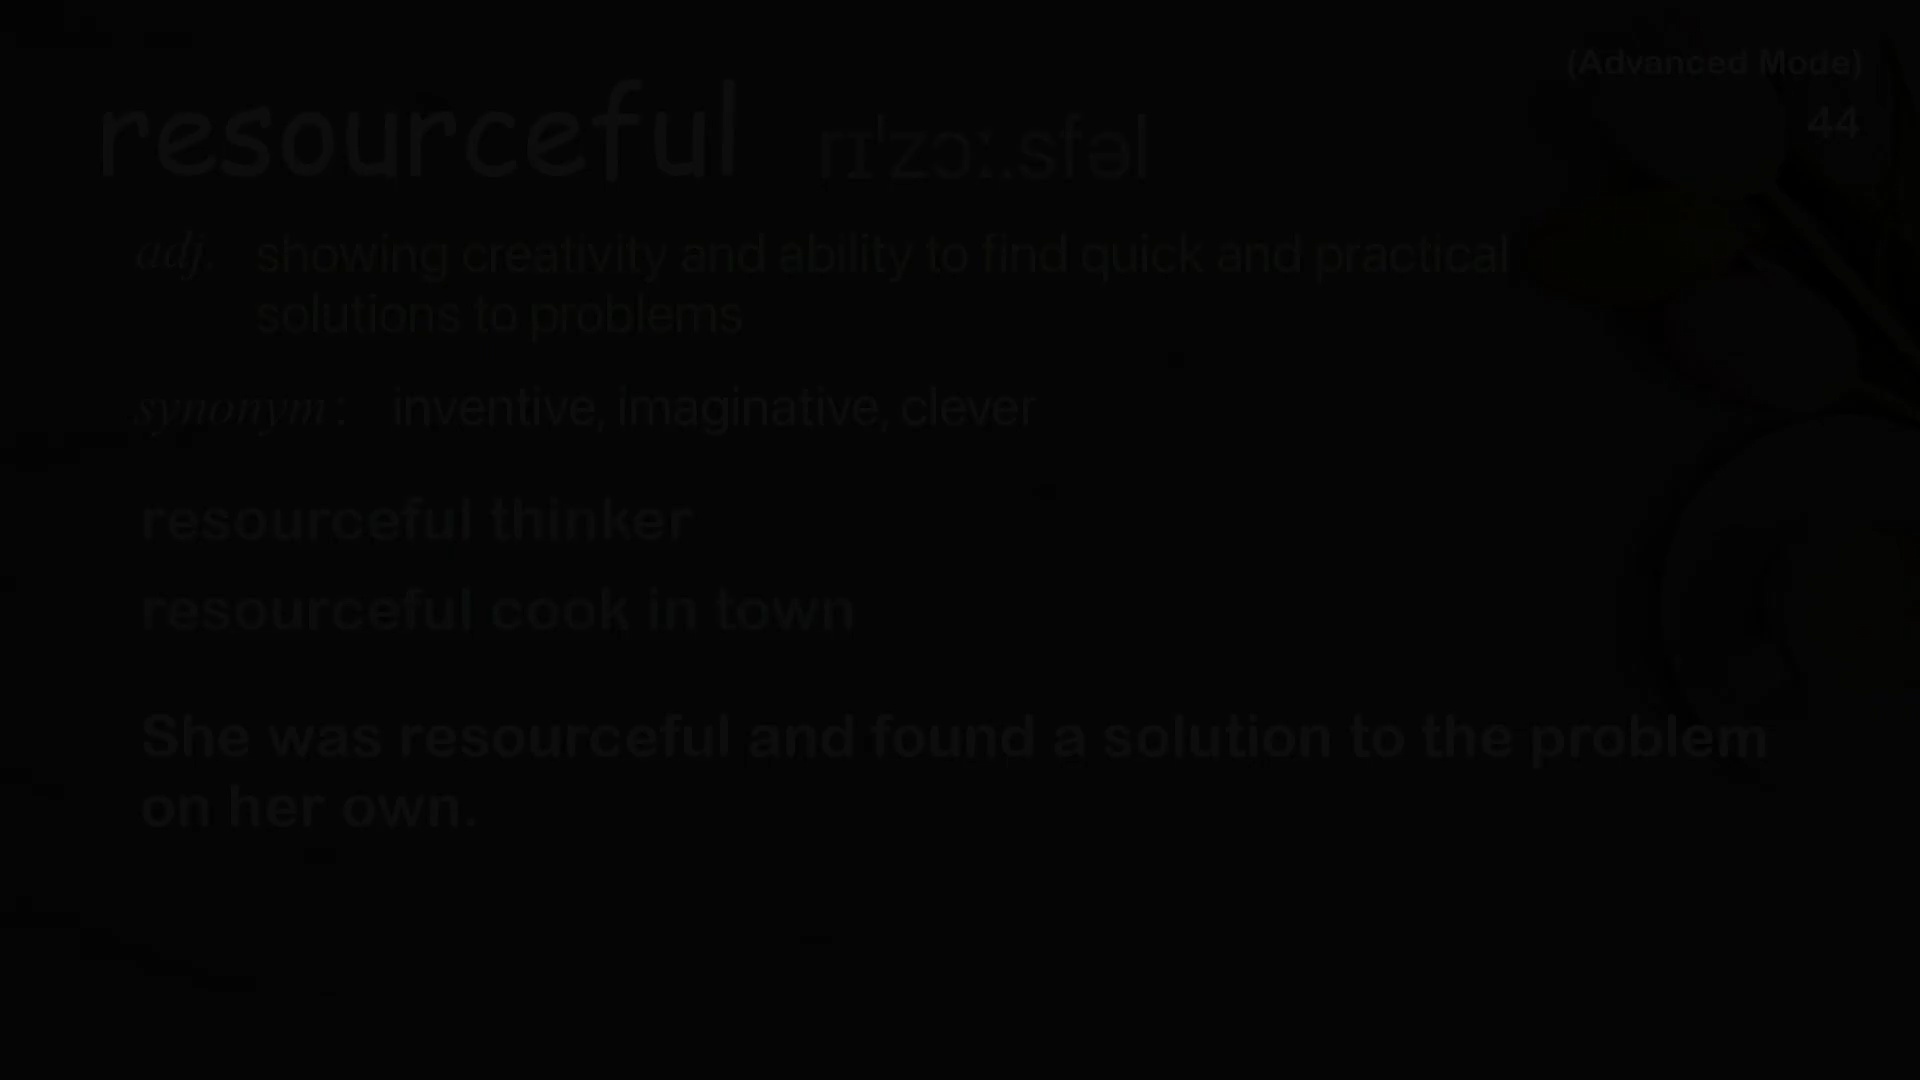 (Advanced Mode)
44
resourceful rɪˈzɔː.sfəl
adj. showing creativity and ability to find quick and practical
solutions to problems
synonym : inventive, imaginative, clever
resourceful thinker
resourceful cook in town
She was resourceful and found a solution to the problem
on her own.